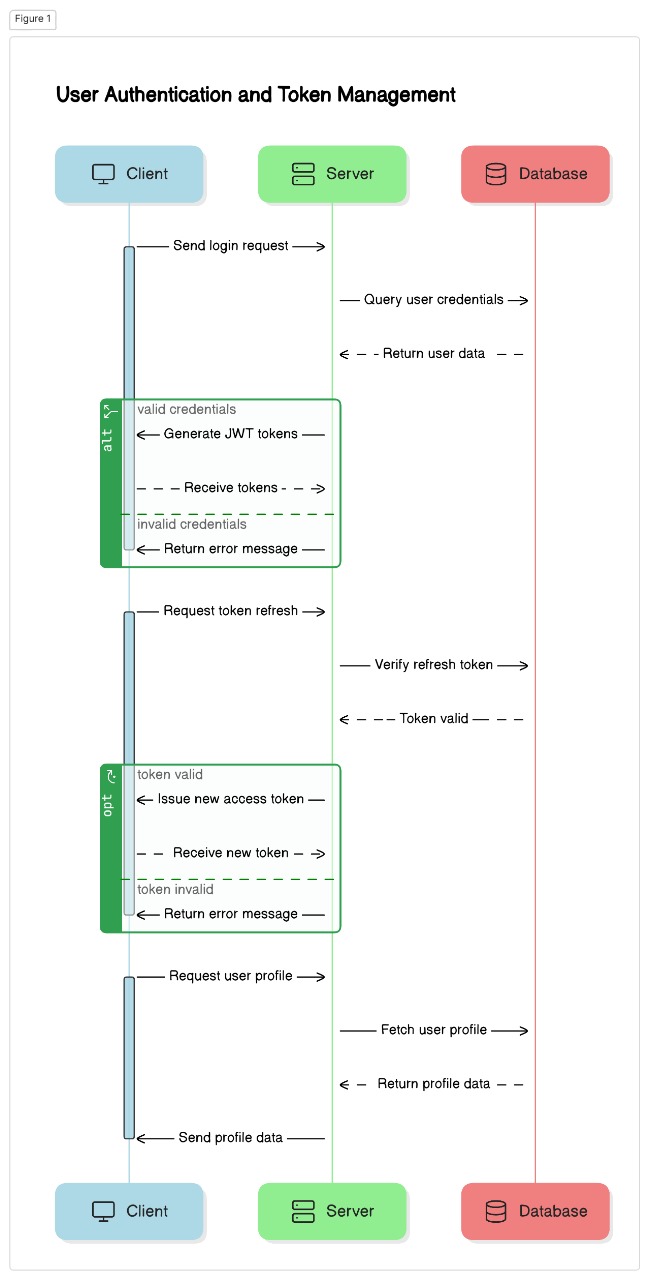 Figure 1
User Authentication and Token Management
Client
Server
Database
Send login request
Query user credentials
Return user data
alt
valid credentials
Generate JWT tokens
Receive tokens
invalid credentials
Return error message
Request token refresh
Verify refresh token
Token valid
opt
token valid
Issue new access token
Receive new token
token invalid
Return error message
Request user profile
Fetch user profile
Return profile data
Send profile data
Client
Server
Database